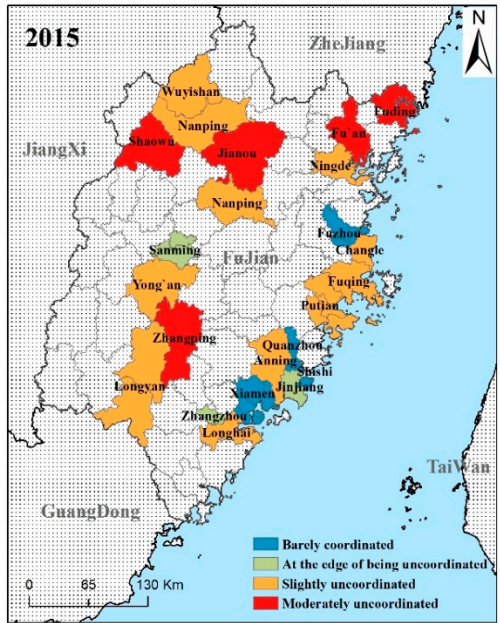 2015
ZheJiang
N
Wuyishan
Nanping
Fuding
JiangXi
Shaowu
Jianou
Fu'an
Ningde
Nanping
Fuzhou
Sanming
FuJian
Changle
Yong'an
Fuqing
Putian
Zhangping
Quanzhou
Anning
Shishi
Longyan
Xiamen
Jinjiang
Zhangzhou
Longhai
TaiWan
GuangDong
Barely coordinated
At the edge of being uncoordinated
Slightly uncoordinated
Moderately uncoordinated
0 65 130 Km